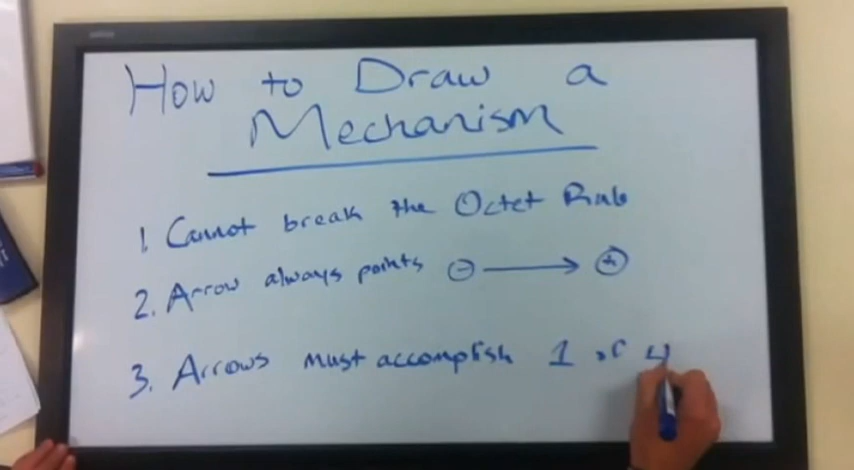 How to Draw a
Mechanism
1. Cannot break the Octet Rule
2. Arrow always points ⊖ → ⊕
3. Arrows must accomplish 1 of 4